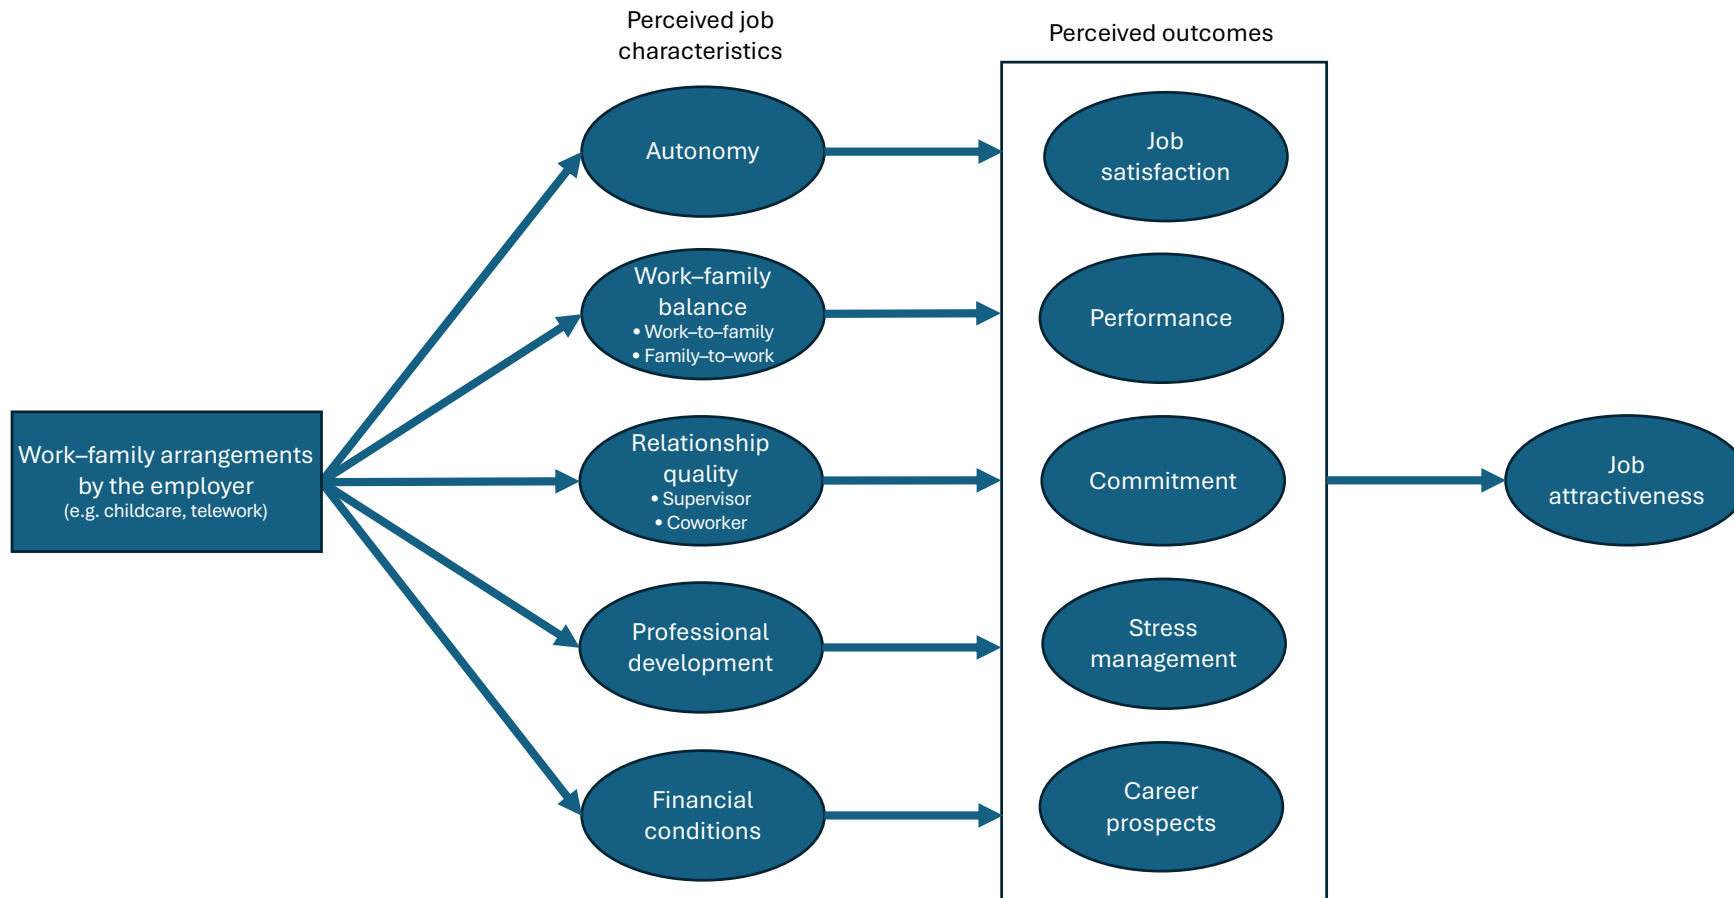 Perceived job
characteristics
Perceived outcomes
Autonomy
Job
satisfaction
Work–family
balance
• Work–to–family
• Family–to–work
Performance
Work–family arrangements
by the employer
(e.g. childcare, telework)
Relationship
quality
• Supervisor
• Coworker
Commitment
Job
attractiveness
Professional
development
Stress
management
Financial
conditions
Career
prospects